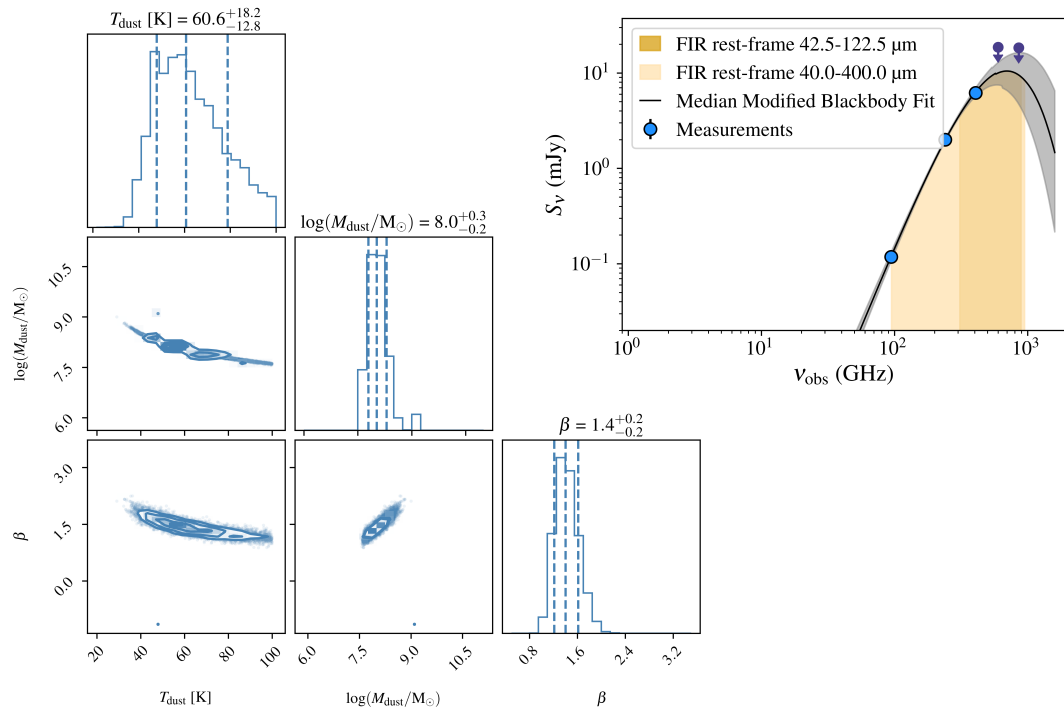 T_dust [K] = 60.6^{+18.2}_{-12.8}
FIR rest-frame 42.5-122.5 μm
FIR rest-frame 40.0-400.0 μm
Median Modified Blackbody Fit
Measurements
10^1
10^0
10^{-1}
S_ν (mJy)
10^0 10^1 10^2 10^3
ν_obs (GHz)
log(M_dust/M_⊙) = 8.0^{+0.3}_{-0.2}
10.5
9.0
7.5
6.0
log(M_dust/M_⊙)
β = 1.4^{+0.2}_{-0.2}
3.0
1.5
0.0
β
20 40 60 80 100
T_dust [K]
6.0 7.5 9.0 10.5
log(M_dust/M_⊙)
0.8 1.6 2.4 3.2
β